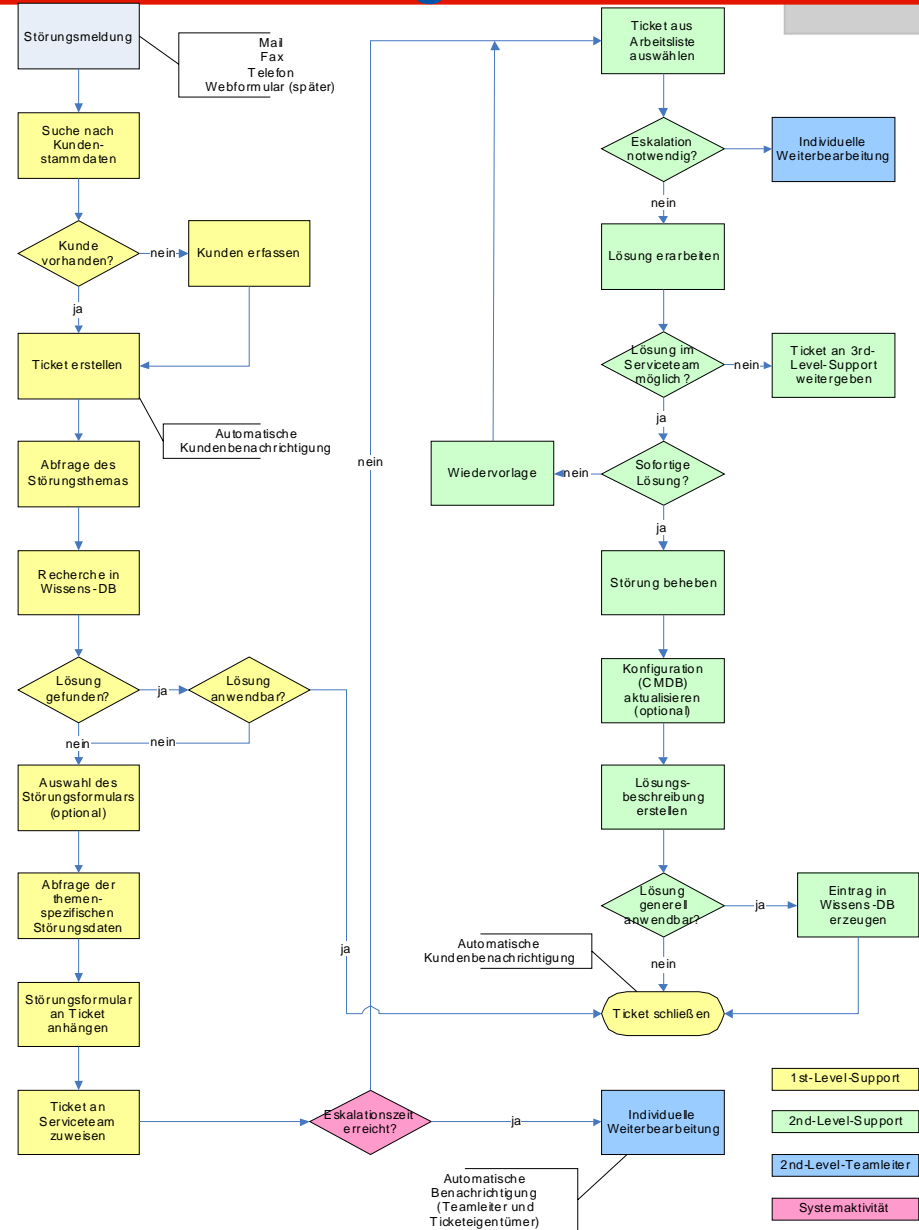 Störungsmeldung
Mail
Fax
Telefon
Webformular (später)
Suche nach
Kunden-
stammdaten
Kunde
vorhanden?
nein
Kunden erfassen
ja
Ticket erstellen
Automatische
Kundenbenachrichtigung
Abfrage des
Störungsthemas
Recherche in
Wissens-DB
Lösung
gefunden?
ja
Lösung
anwendbar?
nein
nein
Auswahl des
Störungsformulars
(optional)
Abfrage der
themen-
spezifischen
Störungsdaten
Störungsformular
an Ticket
anhängen
Ticket an
Serviceteam
zuweisen
Eskalationszeit
erreicht?
nein
ja
ja
Individuelle
Weiterbearbeitung
Automatische
Benachrichtigung
(Teamleiter und
Ticketeigentümer)
Ticket aus
Arbeitsliste
auswählen
Eskalation
notwendig?
Individuelle
Weiterbearbeitung
nein
Lösung erarbeiten
Lösung im
Serviceteam
möglich?
nein
Ticket an 3rd-
Level-Support
weitergeben
ja
Sofortige
Lösung?
nein
Wiedervorlage
ja
Störung beheben
Konfiguration
(CMDB)
aktualisieren
(optional)
Lösungs-
beschreibung
erstellen
Lösung
generell
anwendbar?
ja
Eintrag in
Wissens-DB
erzeugen
nein
Automatische
Kundenbenachrichtigung
Ticket schließen
1st-Level-Support
2nd-Level-Support
2nd-Level-Teamleiter
Systemaktivität